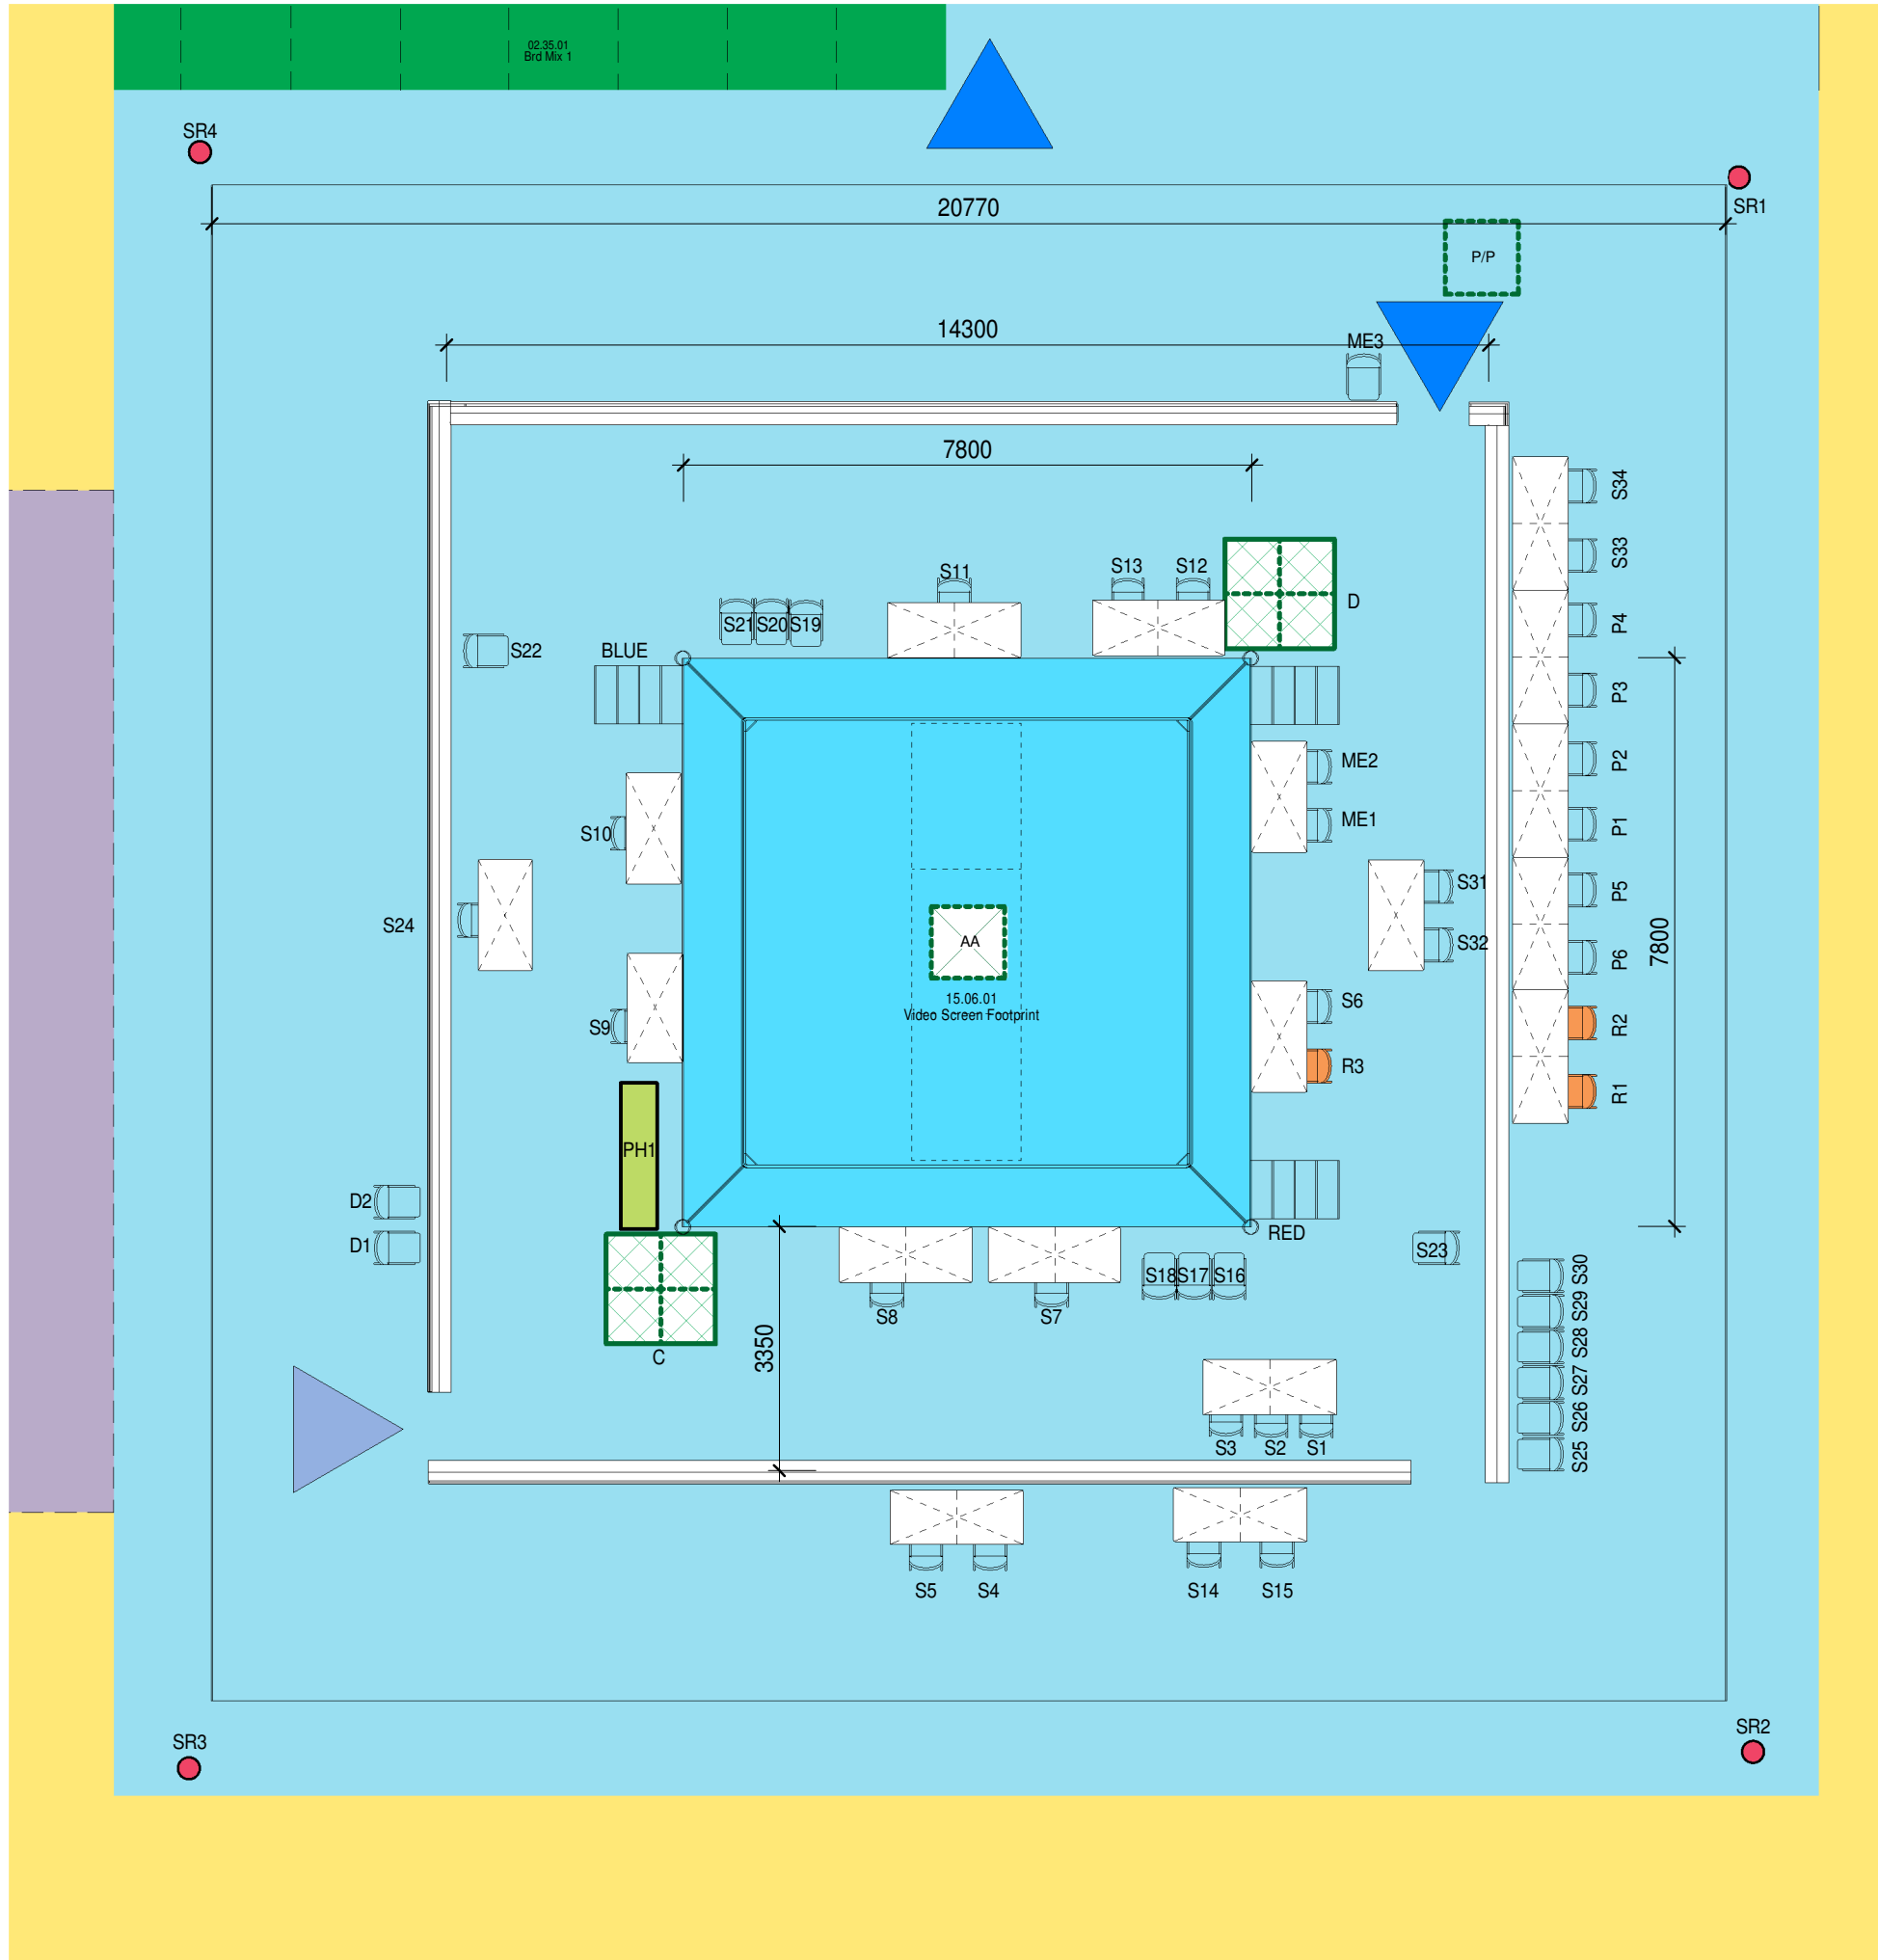 02.35.01
Brd Mix 1
SR4
SR1
20770
P/P
14300
ME3
7800
S34
S33
S11
S13
S12
D
P4
S21
S20
S19
S22
BLUE
P3
ME2
P2
S10
ME1
P1
S31
P5
S24
AA
S32
P6
7800
15.06.01
Video Screen Footprint
S9
S6
R2
R3
R1
PH1
D2
D1
RED
S23
S18
S17
S16
S30
S29
S28
S27
S26
S25
S8
S7
3350
C
S3
S2
S1
S5
S4
S14
S15
SR3
SR2